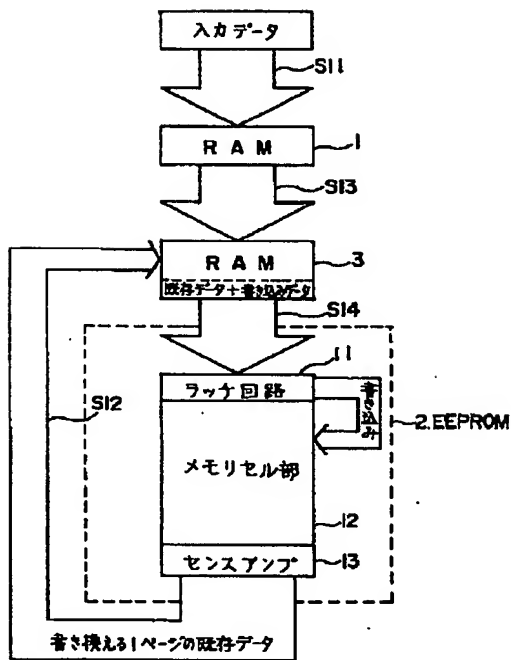 入力データ
S11
RAM
1
S13
RAM
3
既存データ+書き込みデータ
S14
11
ラッチ回路
書き込み
S12
2.EEPROM
メモリセル部
12
センスアンプ
13
書き換える1ページの既存データ